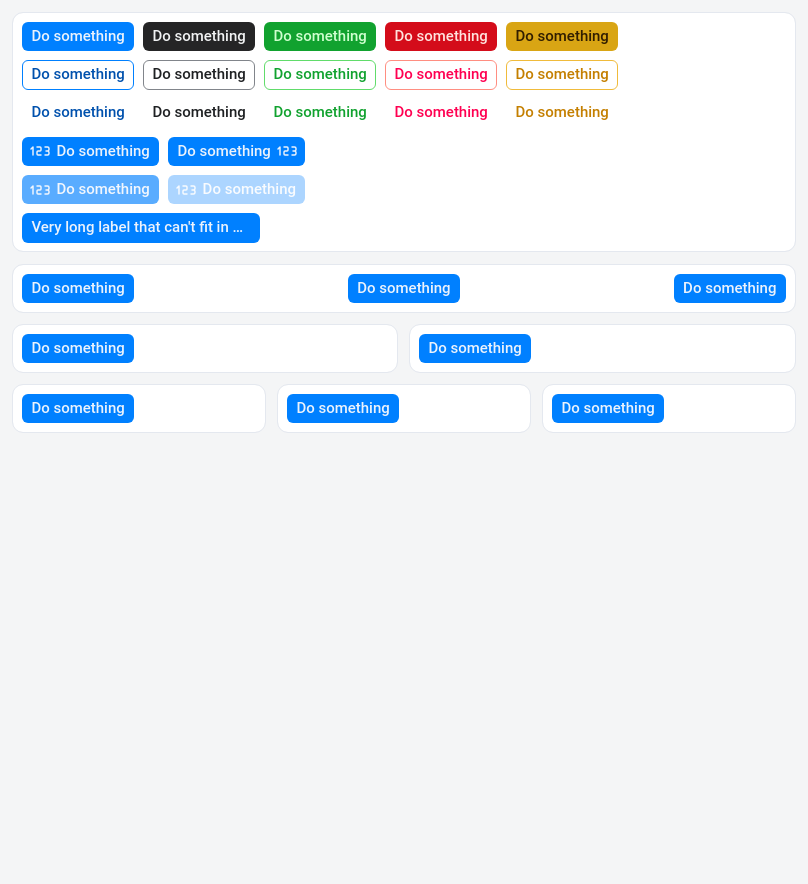 Do something Do something Do something Do something Do something
Do something Do something Do something Do something Do something
Do something Do something Do something Do something Do something
123 Do something Do something 123
123 Do something 123 Do something
Very long label that can't fit in ...
Do something Do something Do something
Do something Do something
Do something Do something Do something